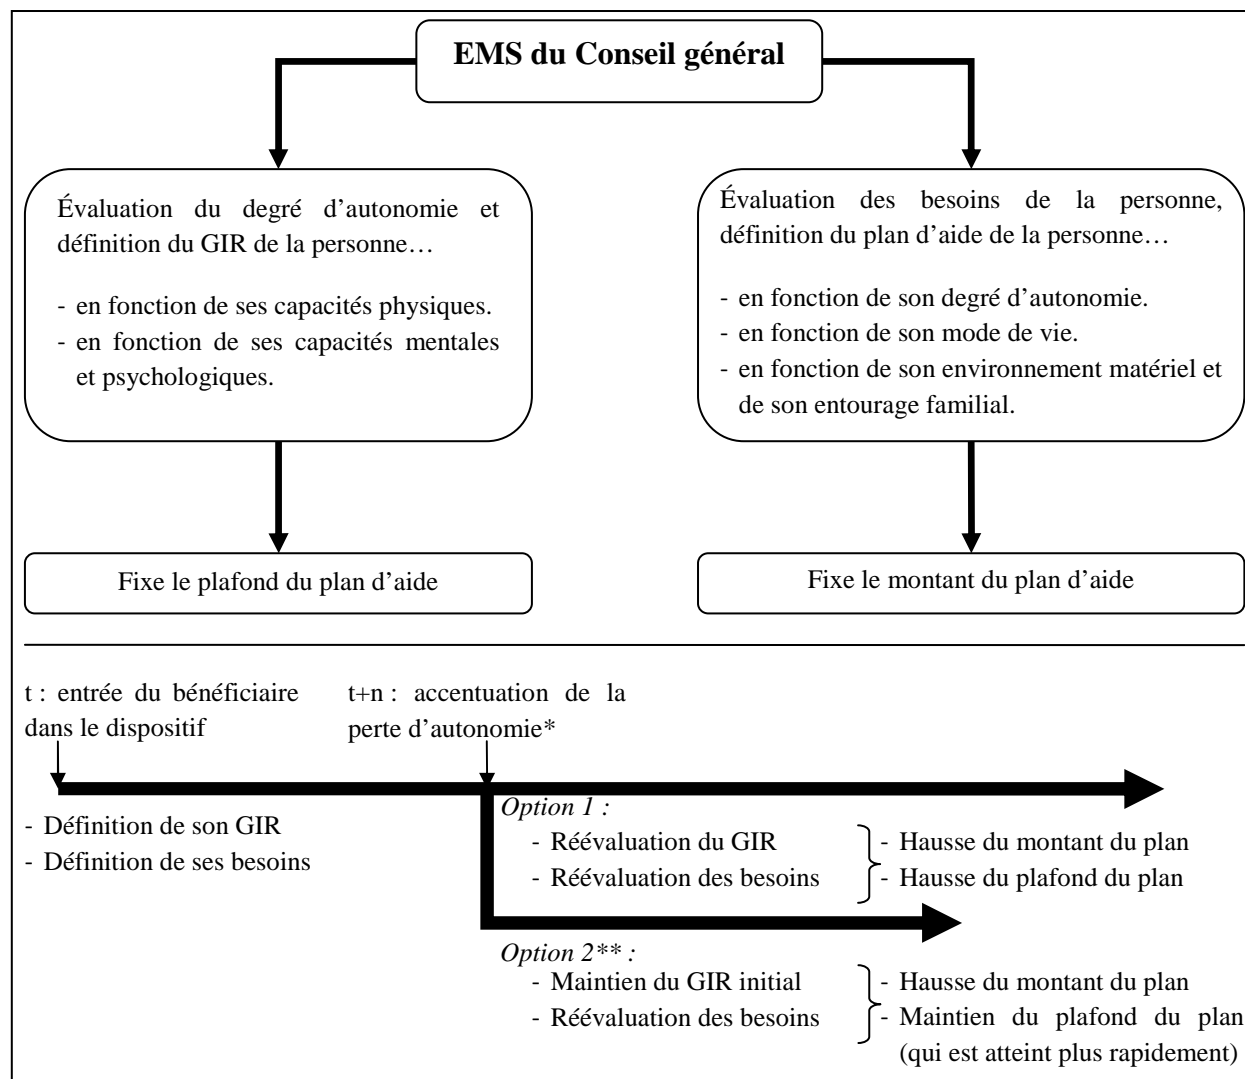 EMS du Conseil général
Évaluation du degré d’autonomie et
définition du GIR de la personne…
- en fonction de ses capacités physiques.
- en fonction de ses capacités mentales
et psychologiques.
Évaluation des besoins de la personne,
définition du plan d’aide de la personne…
- en fonction de son degré d’autonomie.
- en fonction de son mode de vie.
- en fonction de son environnement matériel et
de son entourage familial.
Fixe le plafond du plan d’aide
Fixe le montant du plan d’aide
t : entrée du bénéficiaire
dans le dispositif
t+n : accentuation de la
perte d’autonomie*
- Définition de son GIR
- Définition de ses besoins
Option 1 :
- Réévaluation du GIR
- Réévaluation des besoins
- Hausse du montant du plan
- Hausse du plafond du plan
Option 2** :
- Maintien du GIR initial
- Réévaluation des besoins
- Hausse du montant du plan
- Maintien du plafond du plan
(qui est atteint plus rapidement)